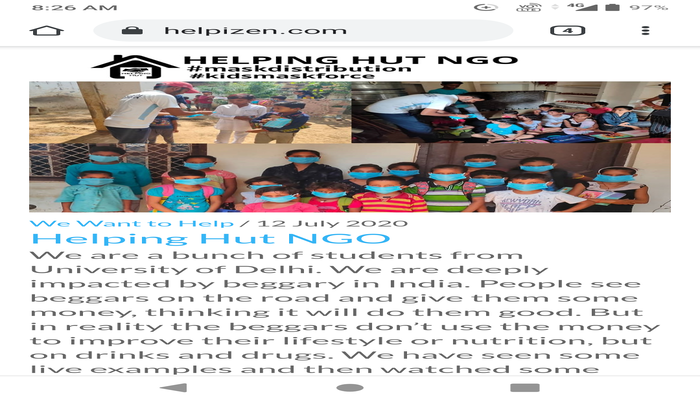 8:26 AM
4G
97%
helpizen.com
4
HELPING HUT NGO
#maskdistribution
#kidsmaskforce
We Want to Help / 12 July 2020
Helping Hut NGO
We are a bunch of students from
University of Delhi. We are deeply
impacted by beggary in India. People see
beggars on the road and give them some
money, thinking it will do them good. But
in reality the beggars don't use the money
to improve their lifestyle or nutrition, but
on drinks and drugs. We have seen some
live examples and then watched some